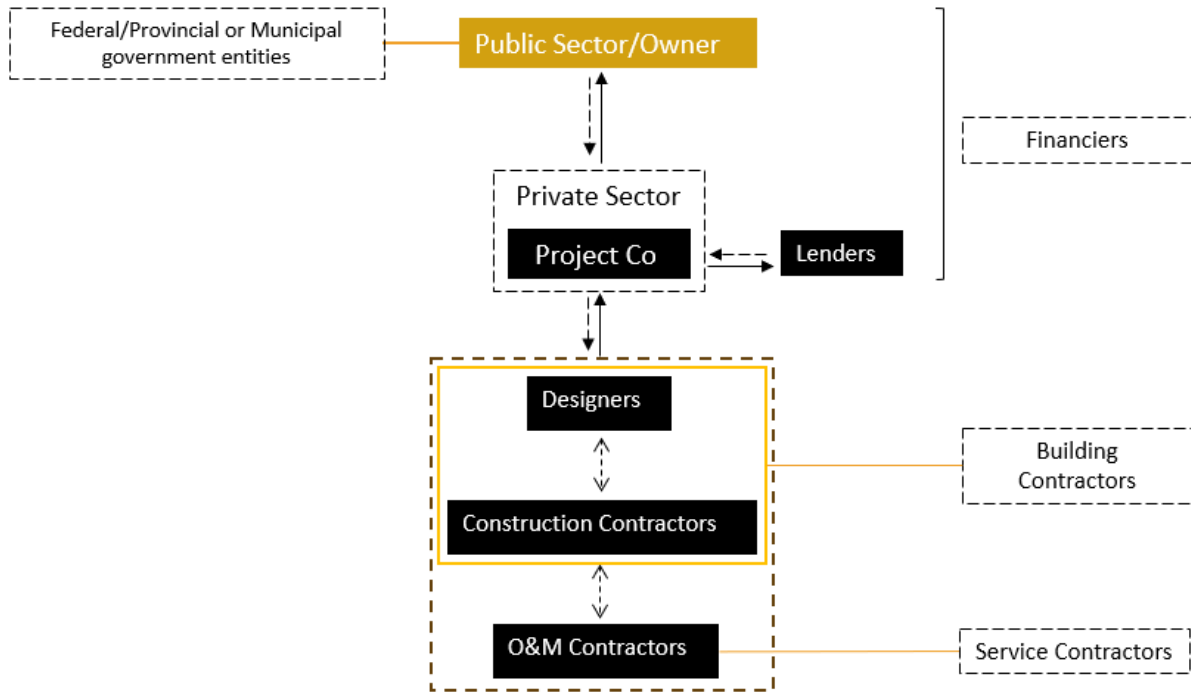 Federal/Provincial or Municipal
government entities
Public Sector/Owner
Financiers
Private Sector
Project Co
Lenders
Designers
Building
Contractors
Construction Contractors
O&M Contractors
Service Contractors